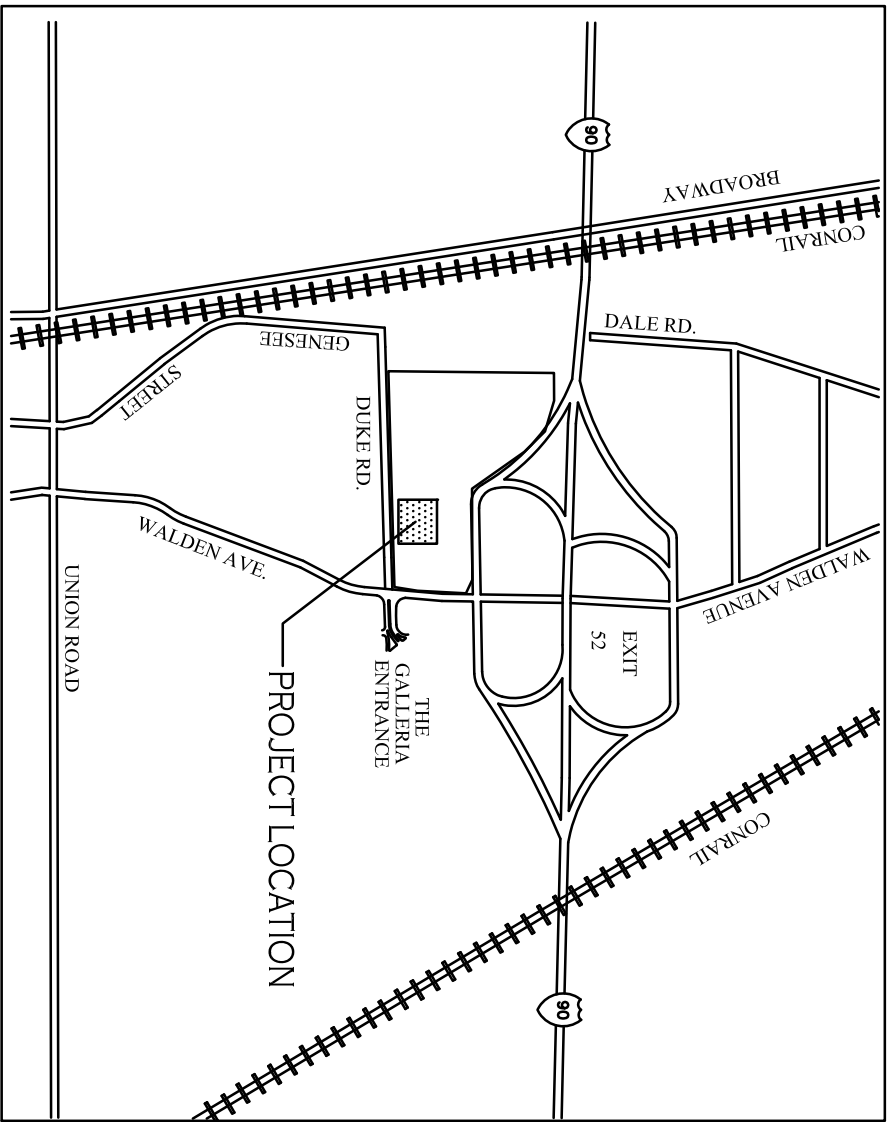 90
BROADWAY
CONRAIL
DALE RD.
GENESEE
STREET
DUKE RD.
WALDEN AVE.
WALDEN AVENUE
UNION ROAD
EXIT
52
THE
GALLERIA
ENTRANCE
PROJECT LOCATION
CONRAIL
90